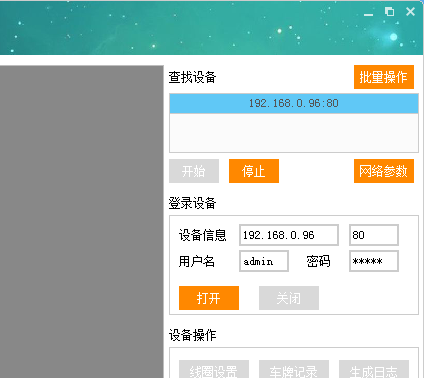 查找设备 批量操作
192.168.0.96:80
开始 停止 网络参数
登录设备
设备信息 192.168.0.96 80
用户名 admin 密码 *****
打开 关闭
设备操作
线圈设置 车牌记录 生成日志